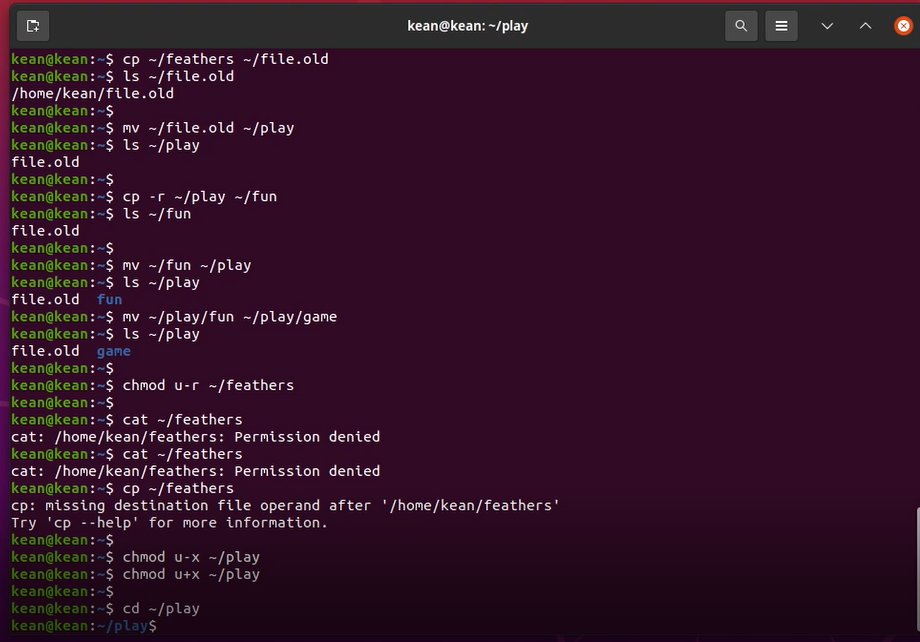 kean@kean: ~/play
kean@kean:~$ cp ~/feathers ~/file.old
kean@kean:~$ ls ~/file.old
/home/kean/file.old
kean@kean:~$
kean@kean:~$ mv ~/file.old ~/play
kean@kean:~$ ls ~/play
file.old
kean@kean:~$
kean@kean:~$ cp -r ~/play ~/fun
kean@kean:~$ ls ~/fun
file.old
kean@kean:~$
kean@kean:~$ mv ~/fun ~/play
kean@kean:~$ ls ~/play
file.old  fun
kean@kean:~$ mv ~/play/fun ~/play/game
kean@kean:~$ ls ~/play
file.old  game
kean@kean:~$
kean@kean:~$ chmod u-r ~/feathers
kean@kean:~$
kean@kean:~$ cat ~/feathers
cat: /home/kean/feathers: Permission denied
kean@kean:~$ cat ~/feathers
cat: /home/kean/feathers: Permission denied
kean@kean:~$ cp ~/feathers
cp: missing destination file operand after '/home/kean/feathers'
Try 'cp --help' for more information.
kean@kean:~$
kean@kean:~$ chmod u-x ~/play
kean@kean:~$ chmod u+x ~/play
kean@kean:~$
kean@kean:~$ cd ~/play
kean@kean:~/play$